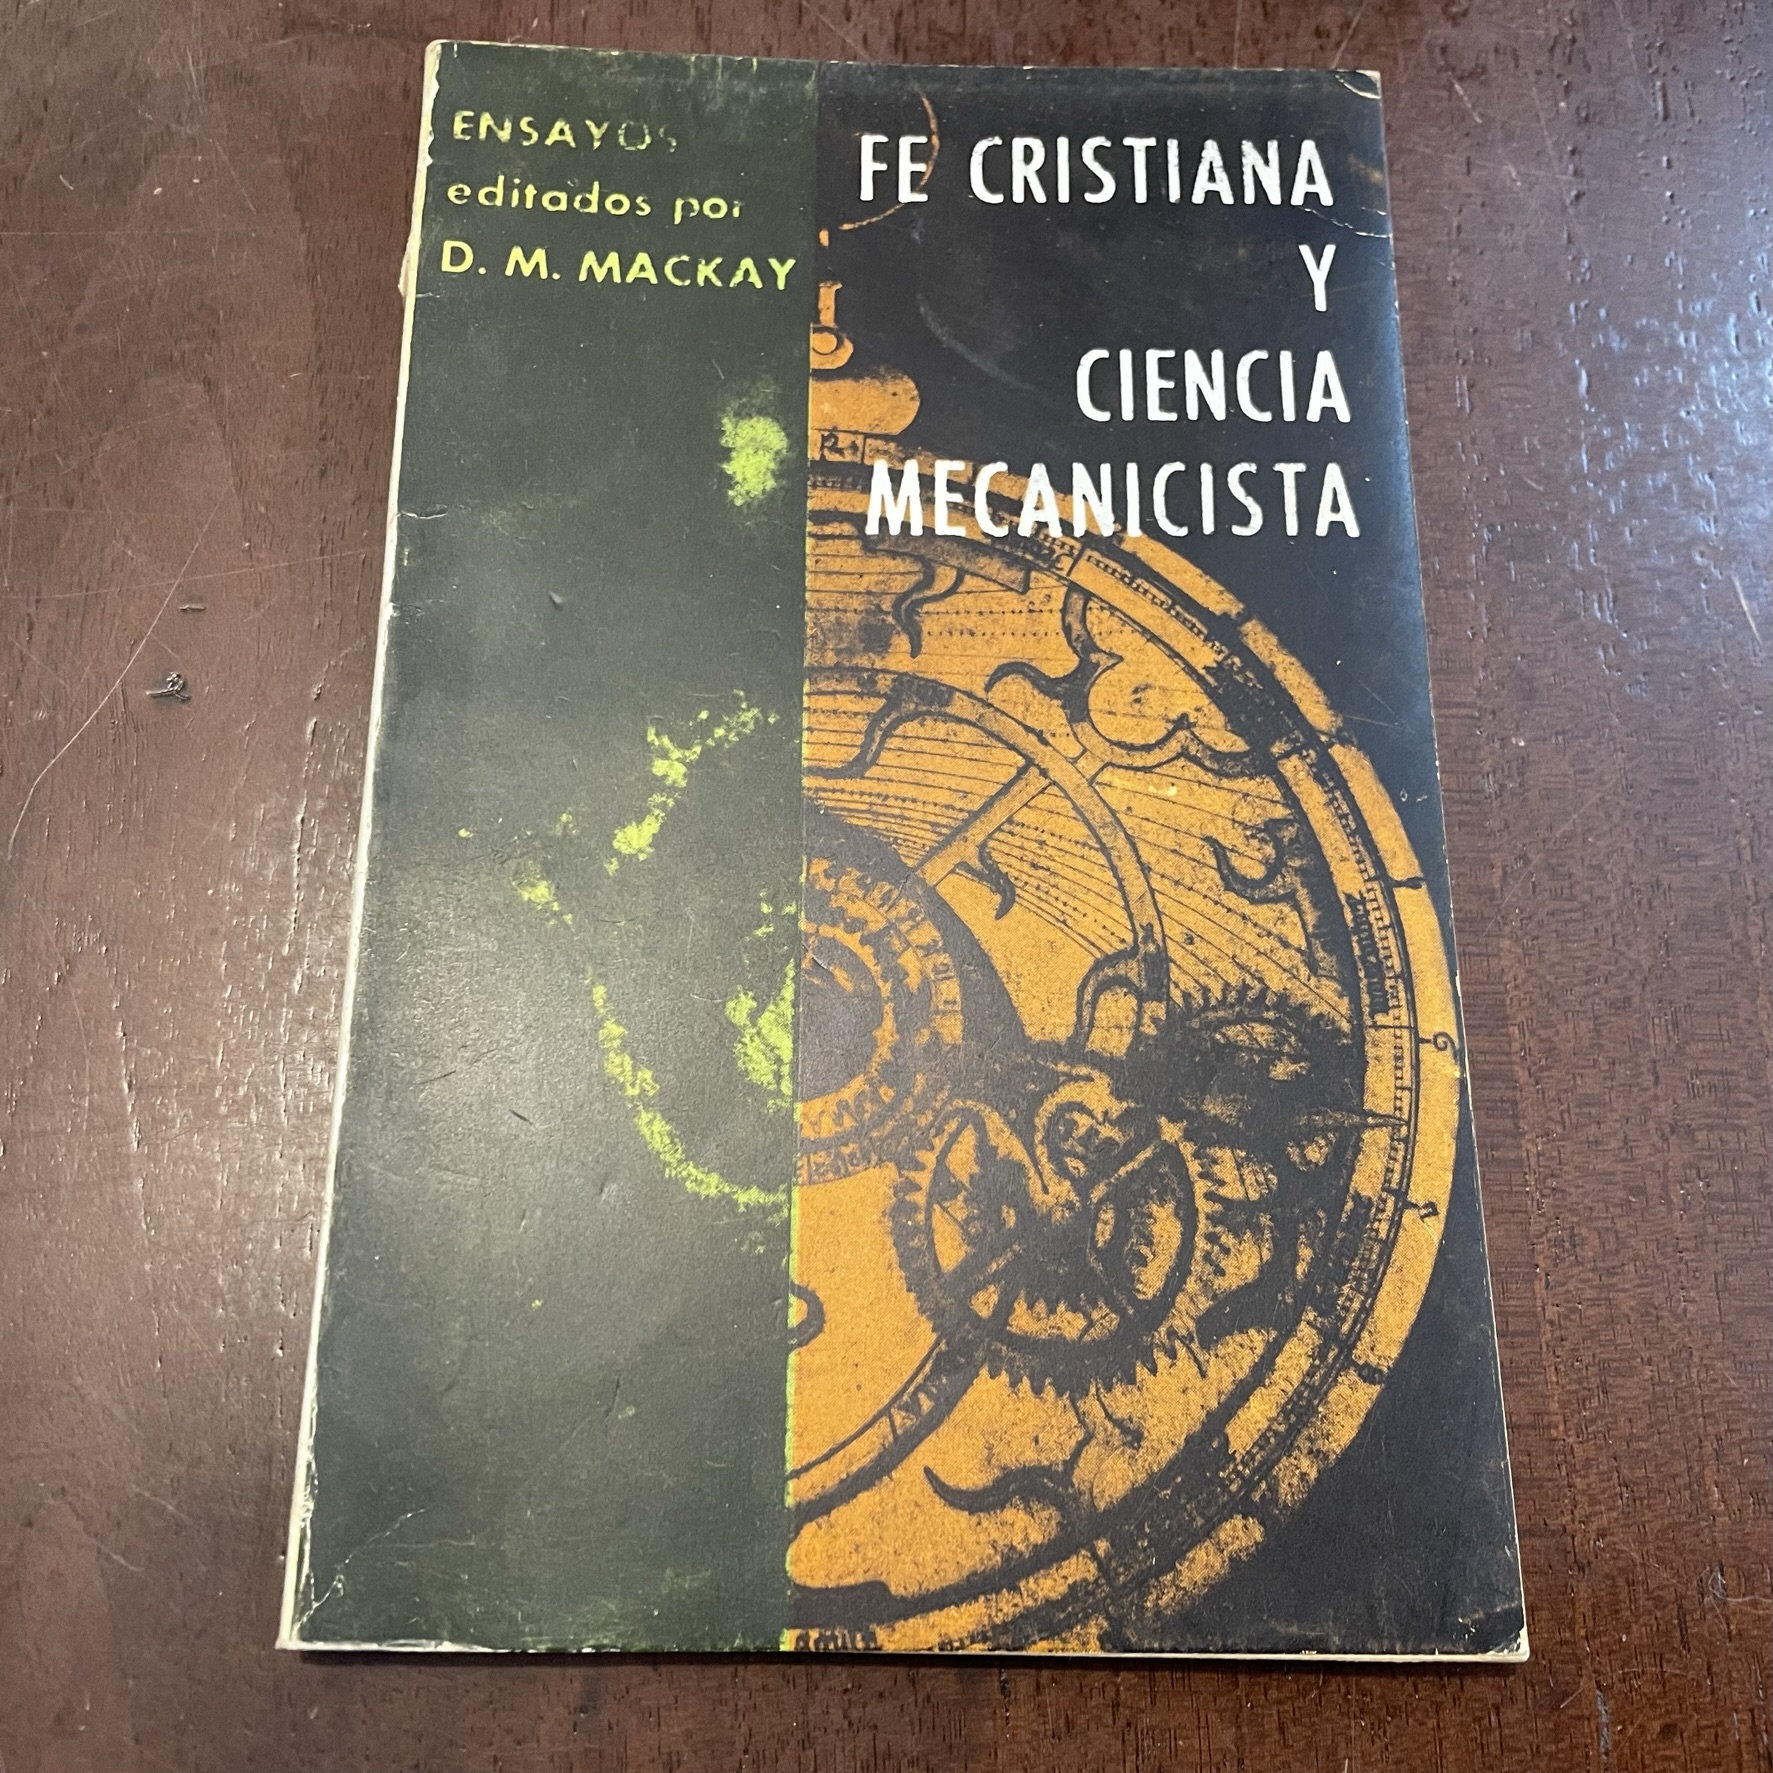 ENSAYOS
editados por
D. M. MACKAY
FE CRISTIANA
Y
CIENCIA
MECANICISTA